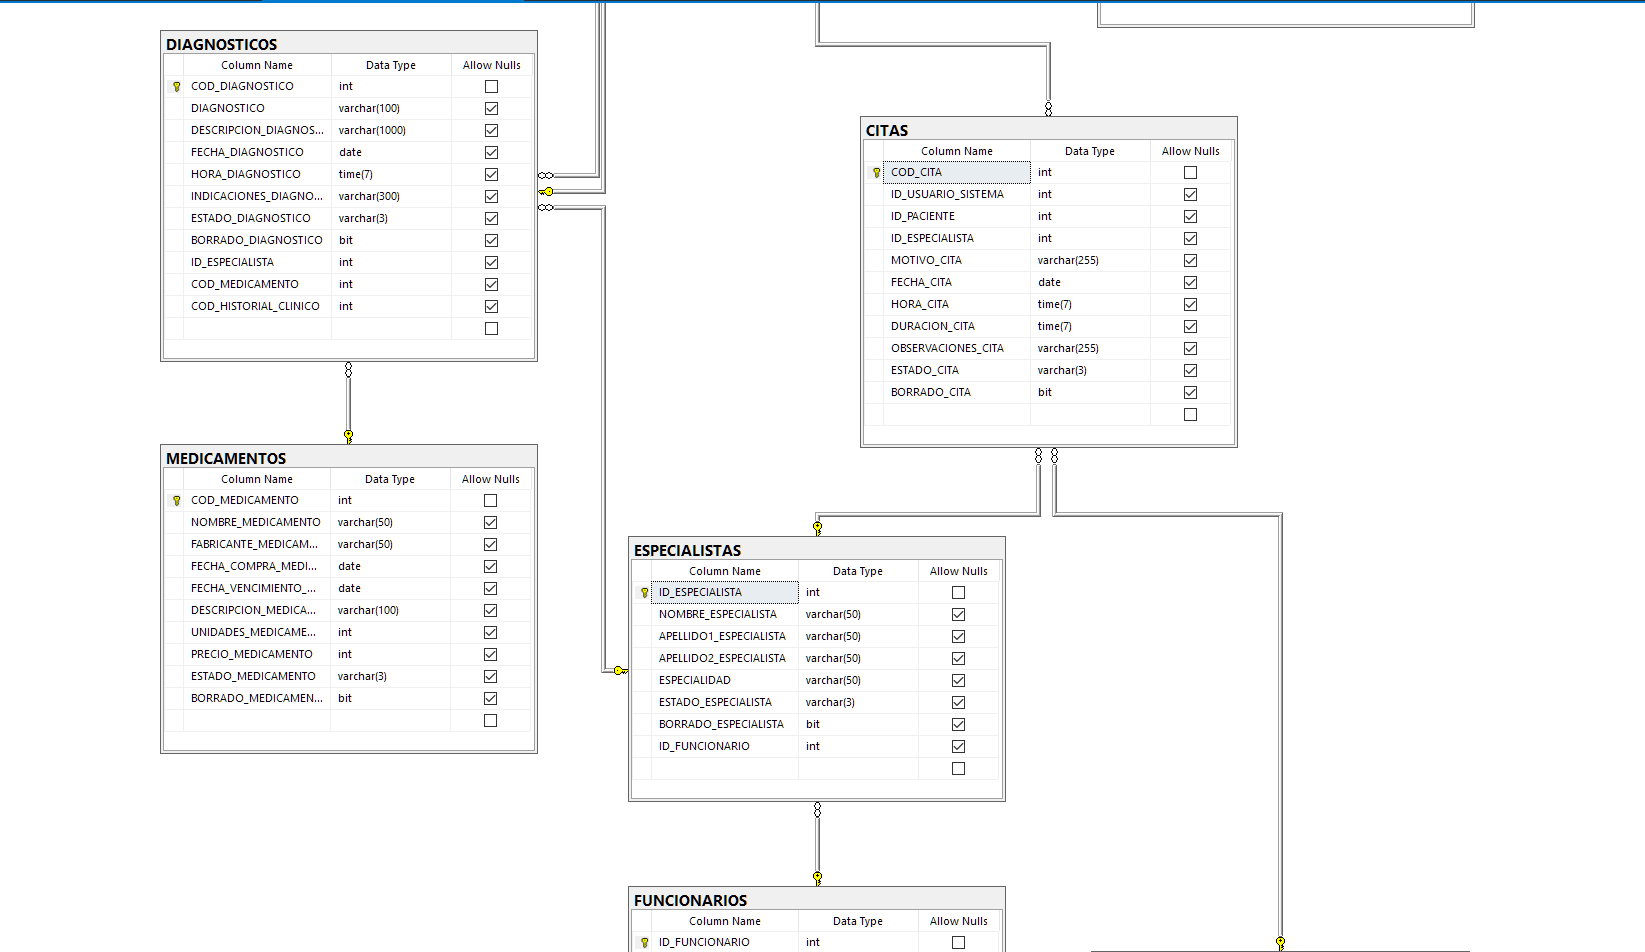 DIAGNOSTICOS
Column Name Data Type Allow Nulls
COD_DIAGNOSTICO int
DIAGNOSTICO varchar(100)
DESCRIPCION_DIAGNOS... varchar(1000)
FECHA_DIAGNOSTICO date
HORA_DIAGNOSTICO time(7)
INDICACIONES_DIAGNO... varchar(300)
ESTADO_DIAGNOSTICO varchar(3)
BORRADO_DIAGNOSTICO bit
ID_ESPECIALISTA int
COD_MEDICAMENTO int
COD_HISTORIAL_CLINICO int
CITAS
Column Name Data Type Allow Nulls
COD_CITA int
ID_USUARIO_SISTEMA int
ID_PACIENTE int
ID_ESPECIALISTA int
MOTIVO_CITA varchar(255)
FECHA_CITA date
HORA_CITA time(7)
DURACION_CITA time(7)
OBSERVACIONES_CITA varchar(255)
ESTADO_CITA varchar(3)
BORRADO_CITA bit
MEDICAMENTOS
Column Name Data Type Allow Nulls
COD_MEDICAMENTO int
NOMBRE_MEDICAMENTO varchar(50)
FABRICANTE_MEDICAM... varchar(50)
FECHA_COMPRA_MEDI... date
FECHA_VENCIMIENTO_... date
DESCRIPCION_MEDICA... varchar(100)
UNIDADES_MEDICAME... int
PRECIO_MEDICAMENTO int
ESTADO_MEDICAMENTO varchar(3)
BORRADO_MEDICAMEN... bit
ESPECIALISTAS
Column Name Data Type Allow Nulls
ID_ESPECIALISTA int
NOMBRE_ESPECIALISTA varchar(50)
APELLIDO1_ESPECIALISTA varchar(50)
APELLIDO2_ESPECIALISTA varchar(50)
ESPECIALIDAD varchar(50)
ESTADO_ESPECIALISTA varchar(3)
BORRADO_ESPECIALISTA bit
ID_FUNCIONARIO int
FUNCIONARIOS
Column Name Data Type Allow Nulls
ID_FUNCIONARIO int